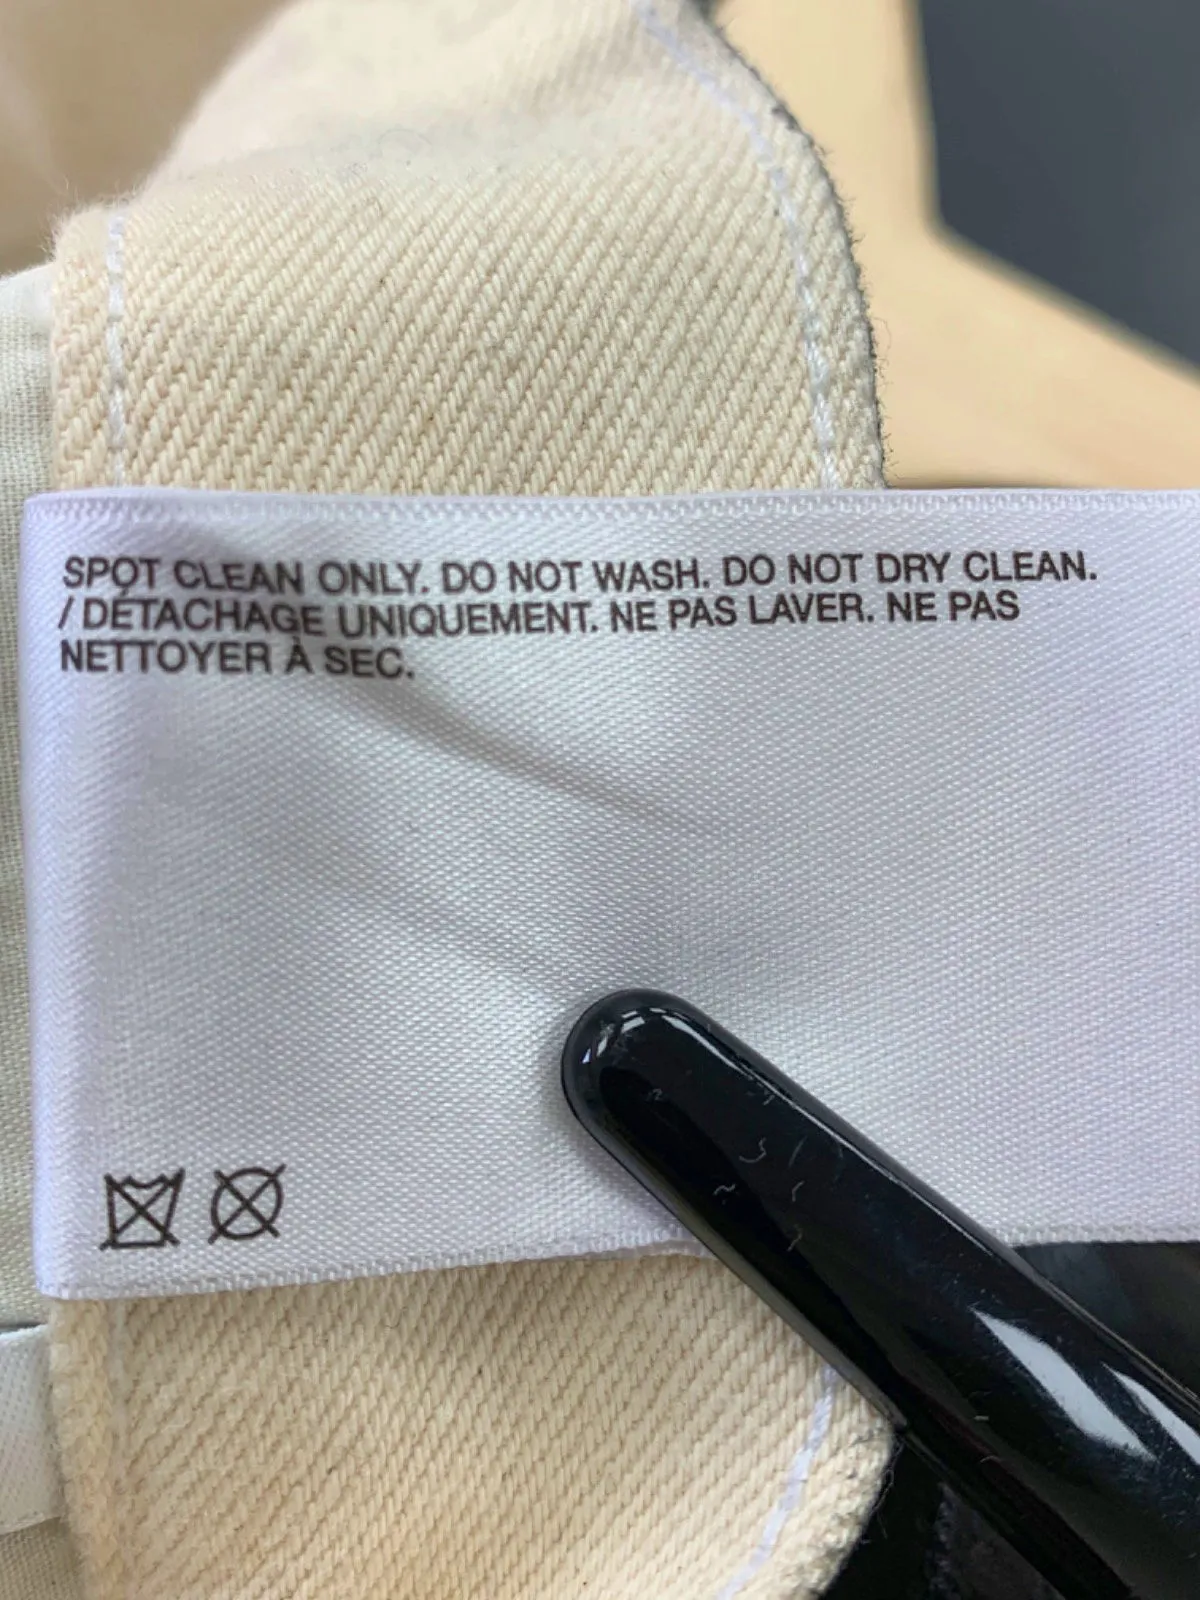 SPOT CLEAN ONLY. DO NOT WASH. DO NOT DRY CLEAN.
/ DÉTACHAGE UNIQUEMENT. NE PAS LAVER. NE PAS
NETTOYER À SEC.